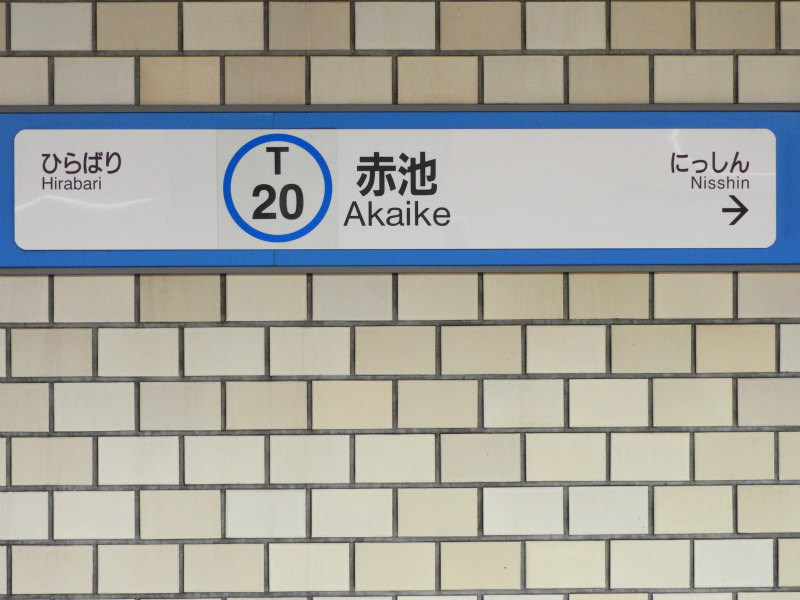 ひらばり
Hirabari
T
20
赤池
Akaike
にっしん
Nisshin
→